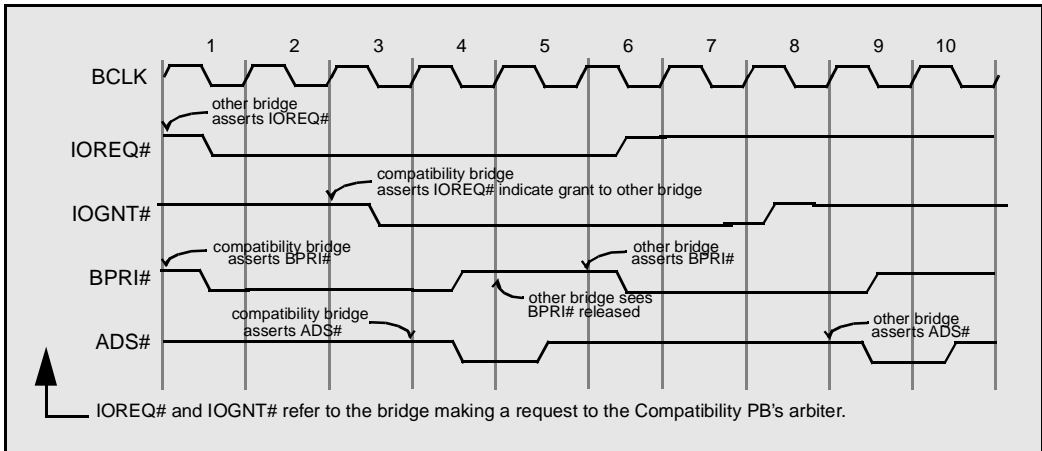 1 2 3 4 5 6 7 8 9 10
BCLK
other bridge
asserts IOREQ#
IOREQ#
compatibility bridge
asserts IOREQ# indicate grant to other bridge
IOGNT#
compatibility bridge
asserts BPRI#
other bridge
asserts BPRI#
BPRI#
other bridge sees
BPRI# released
compatibility bridge
asserts ADS#
other bridge
asserts ADS#
ADS#
IOREQ# and IOGNT# refer to the bridge making a request to the Compatibility PB's arbiter.